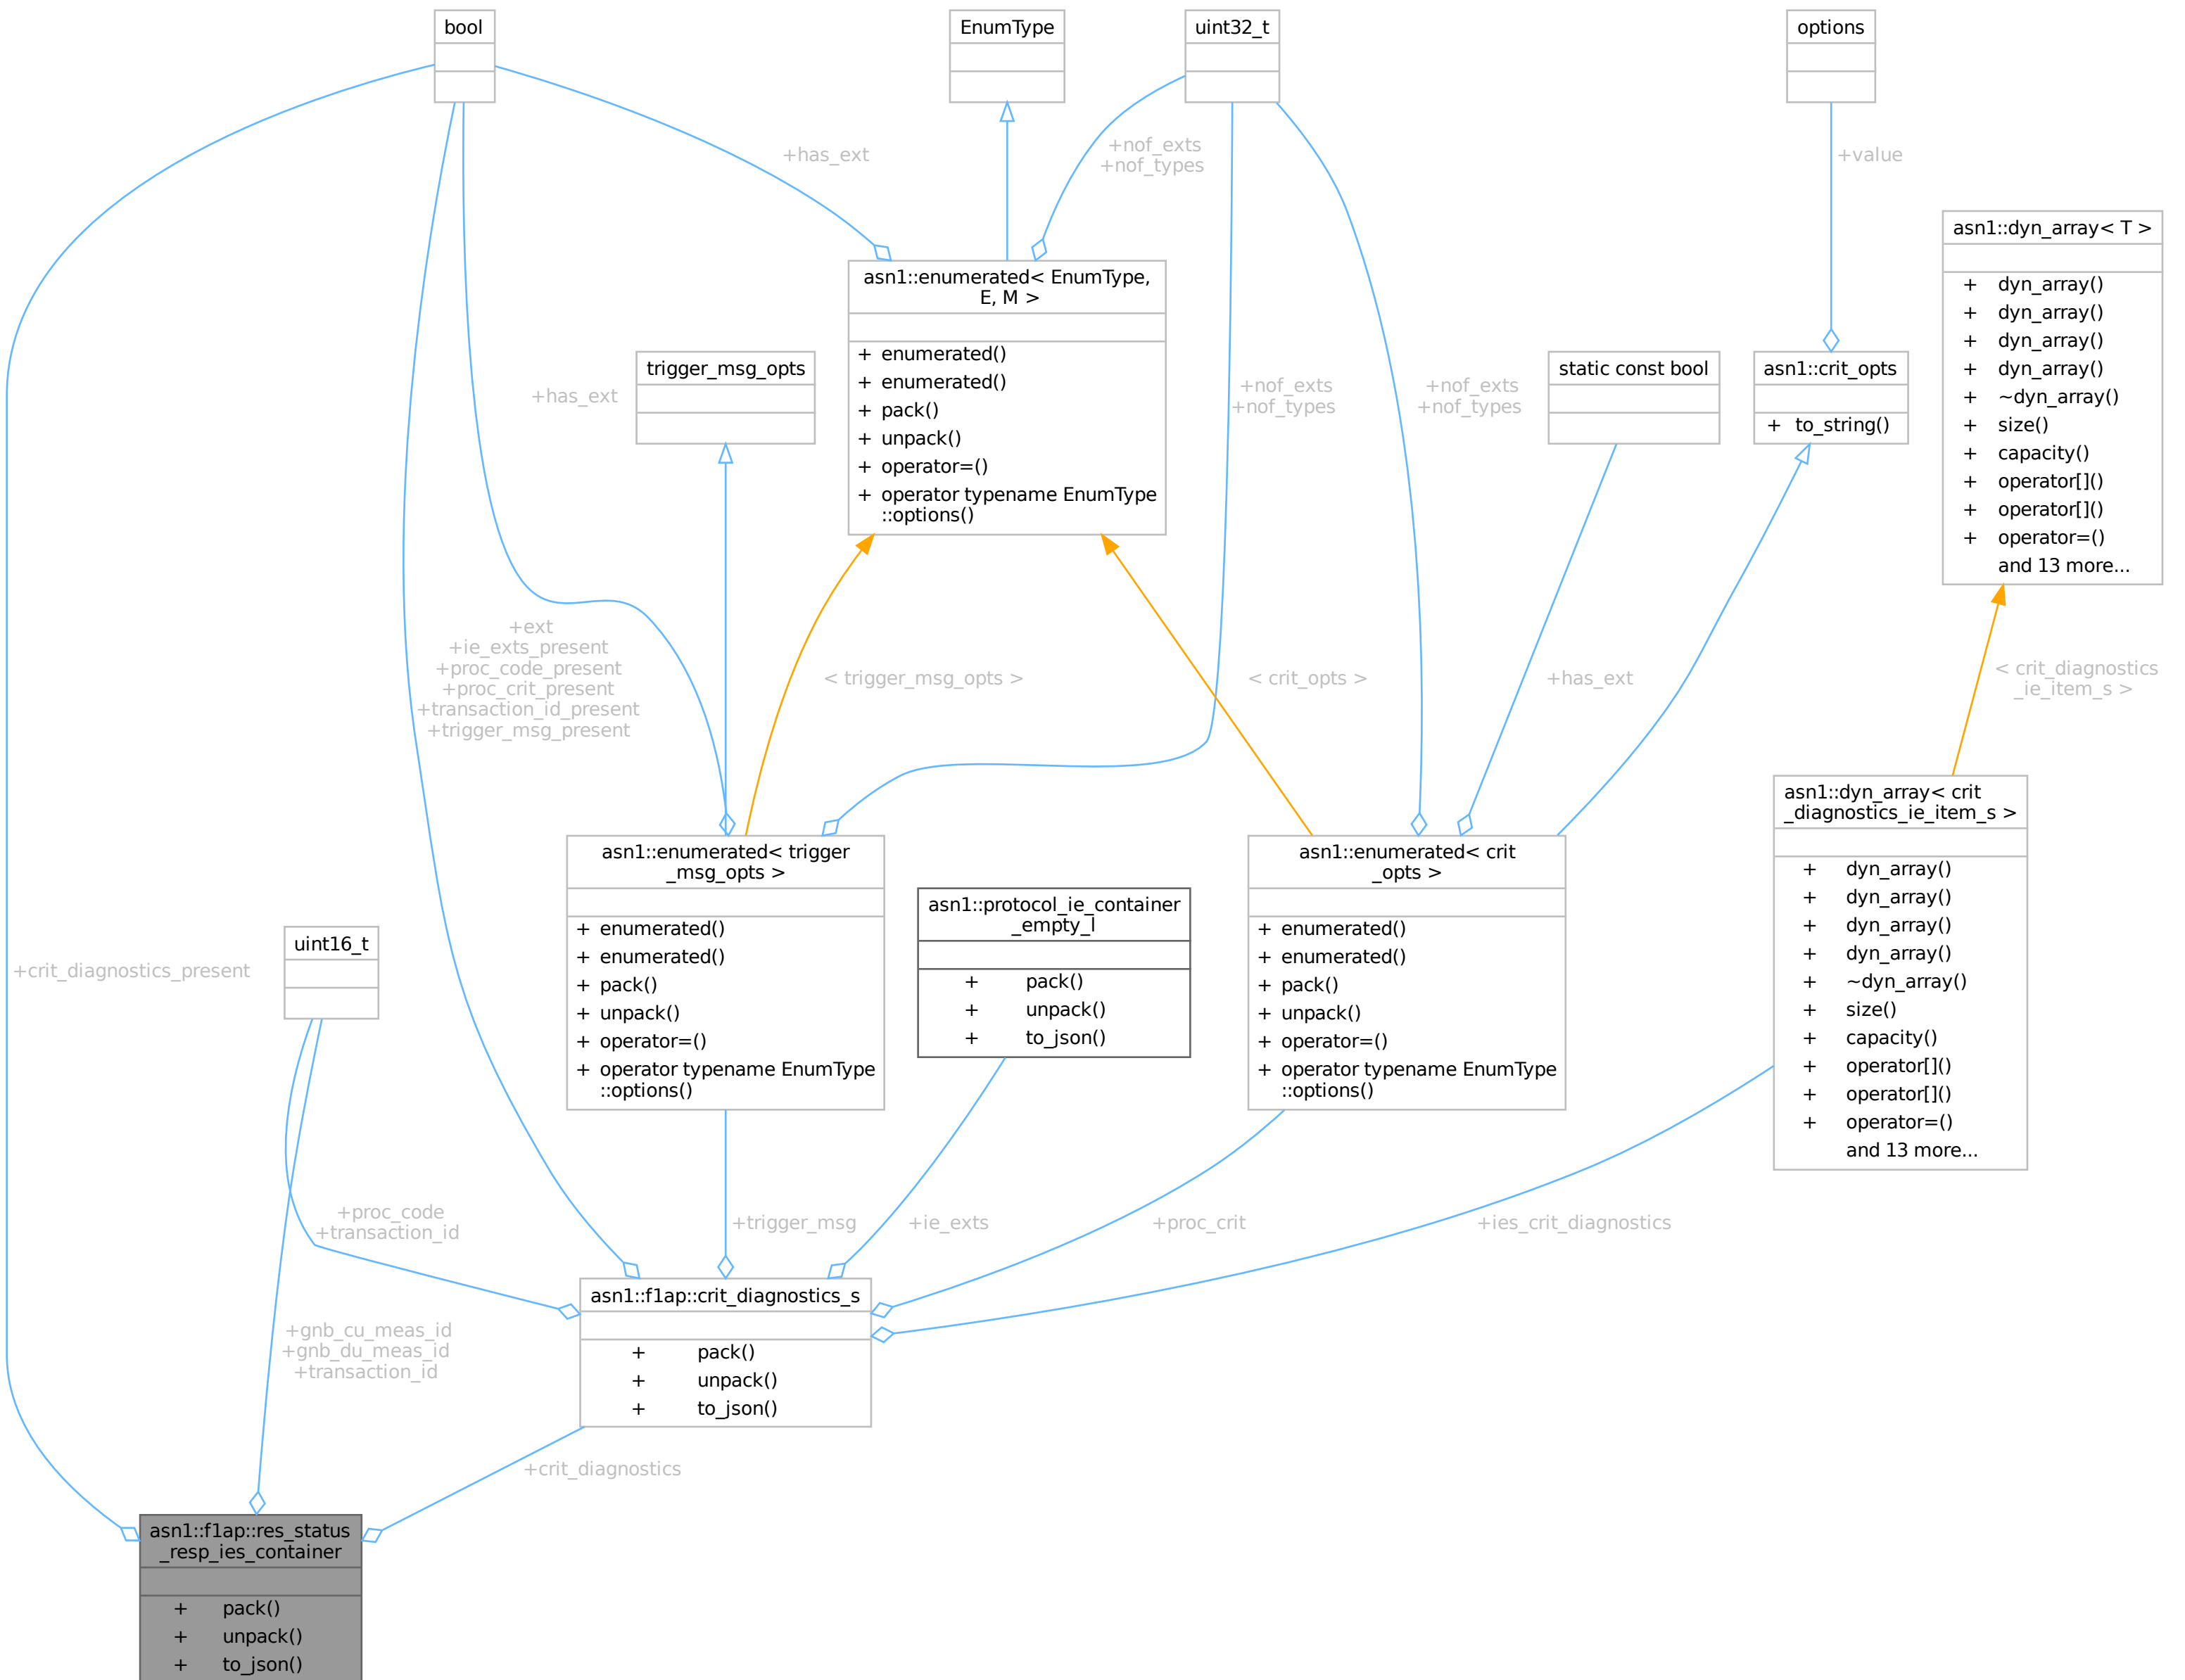 bool
EnumType
uint32_t
options
+has_ext
+nof_exts
+nof_types
+value
asn1::dyn_array< T >
+ dyn_array()
+ dyn_array()
+ dyn_array()
+ dyn_array()
+ ~dyn_array()
+ size()
+ capacity()
+ operator[]()
+ operator[]()
+ operator=()
and 13 more...
asn1::enumerated< EnumType,
E, M >
+ enumerated()
+ enumerated()
+ pack()
+ unpack()
+ operator=()
+ operator typename EnumType
::options()
trigger_msg_opts
static const bool
asn1::crit_opts
+ to_string()
+has_ext
+nof_exts
+nof_types
+nof_exts
+nof_types
+ext
+ie_exts_present
+proc_code_present
+proc_crit_present
+transaction_id_present
+trigger_msg_present
< trigger_msg_opts >
< crit_opts >
+has_ext
< crit_diagnostics
_ie_item_s >
asn1::dyn_array< crit
_diagnostics_ie_item_s >
+ dyn_array()
+ dyn_array()
+ dyn_array()
+ dyn_array()
+ ~dyn_array()
+ size()
+ capacity()
+ operator[]()
+ operator[]()
+ operator=()
and 13 more...
asn1::enumerated< trigger
_msg_opts >
+ enumerated()
+ enumerated()
+ pack()
+ unpack()
+ operator=()
+ operator typename EnumType
::options()
asn1::protocol_ie_container
_empty_l
+ pack()
+ unpack()
+ to_json()
asn1::enumerated< crit
_opts >
+ enumerated()
+ enumerated()
+ pack()
+ unpack()
+ operator=()
+ operator typename EnumType
::options()
uint16_t
+crit_diagnostics_present
+proc_code
+transaction_id
+trigger_msg
+ie_exts
+proc_crit
+ies_crit_diagnostics
asn1::f1ap::crit_diagnostics_s
+ pack()
+ unpack()
+ to_json()
+gnb_cu_meas_id
+gnb_du_meas_id
+transaction_id
+crit_diagnostics
asn1::f1ap::res_status
_resp_ies_container
+ pack()
+ unpack()
+ to_json()